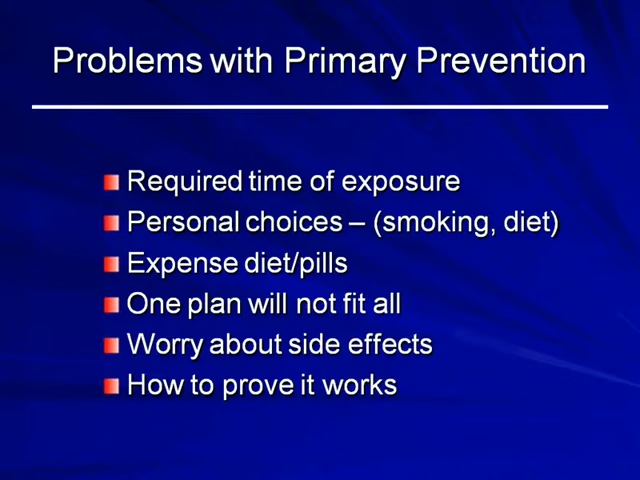 Problems with Primary Prevention
Required time of exposure
Personal choices – (smoking, diet)
Expense diet/pills
One plan will not fit all
Worry about side effects
How to prove it works